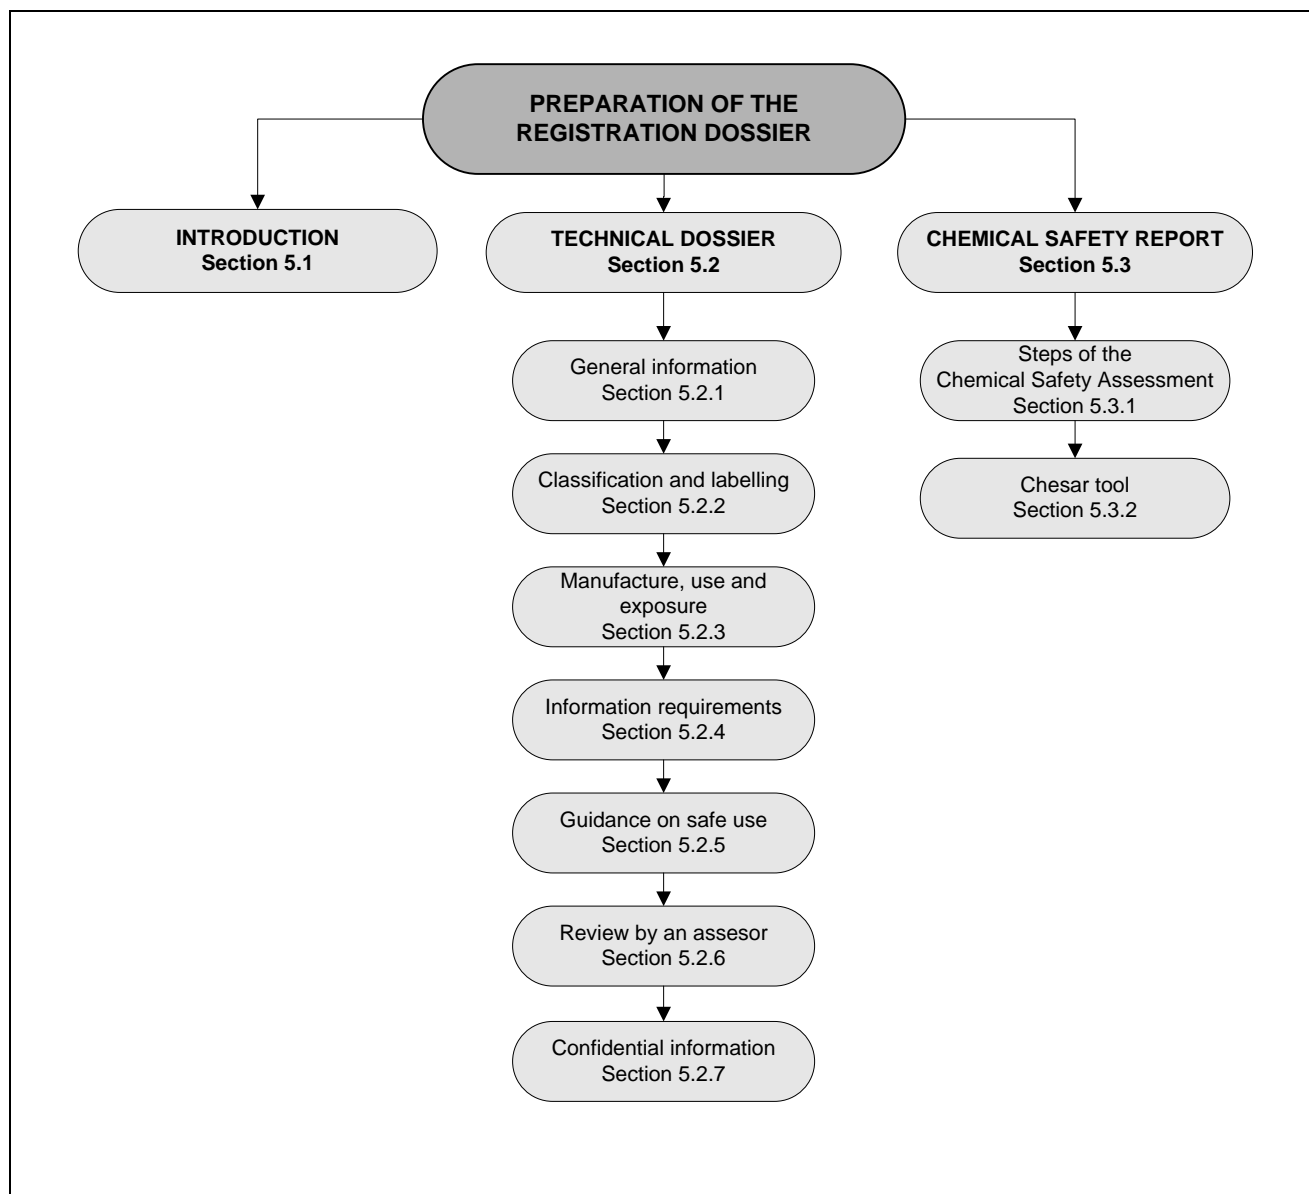 PREPARATION OF THE
REGISTRATION DOSSIER
INTRODUCTION
Section 5.1
TECHNICAL DOSSIER
Section 5.2
CHEMICAL SAFETY REPORT
Section 5.3
General information
Section 5.2.1
Classification and labelling
Section 5.2.2
Manufacture, use and
exposure
Section 5.2.3
Information requirements
Section 5.2.4
Guidance on safe use
Section 5.2.5
Review by an assesor
Section 5.2.6
Confidential information
Section 5.2.7
Steps of the
Chemical Safety Assessment
Section 5.3.1
Chesar tool
Section 5.3.2